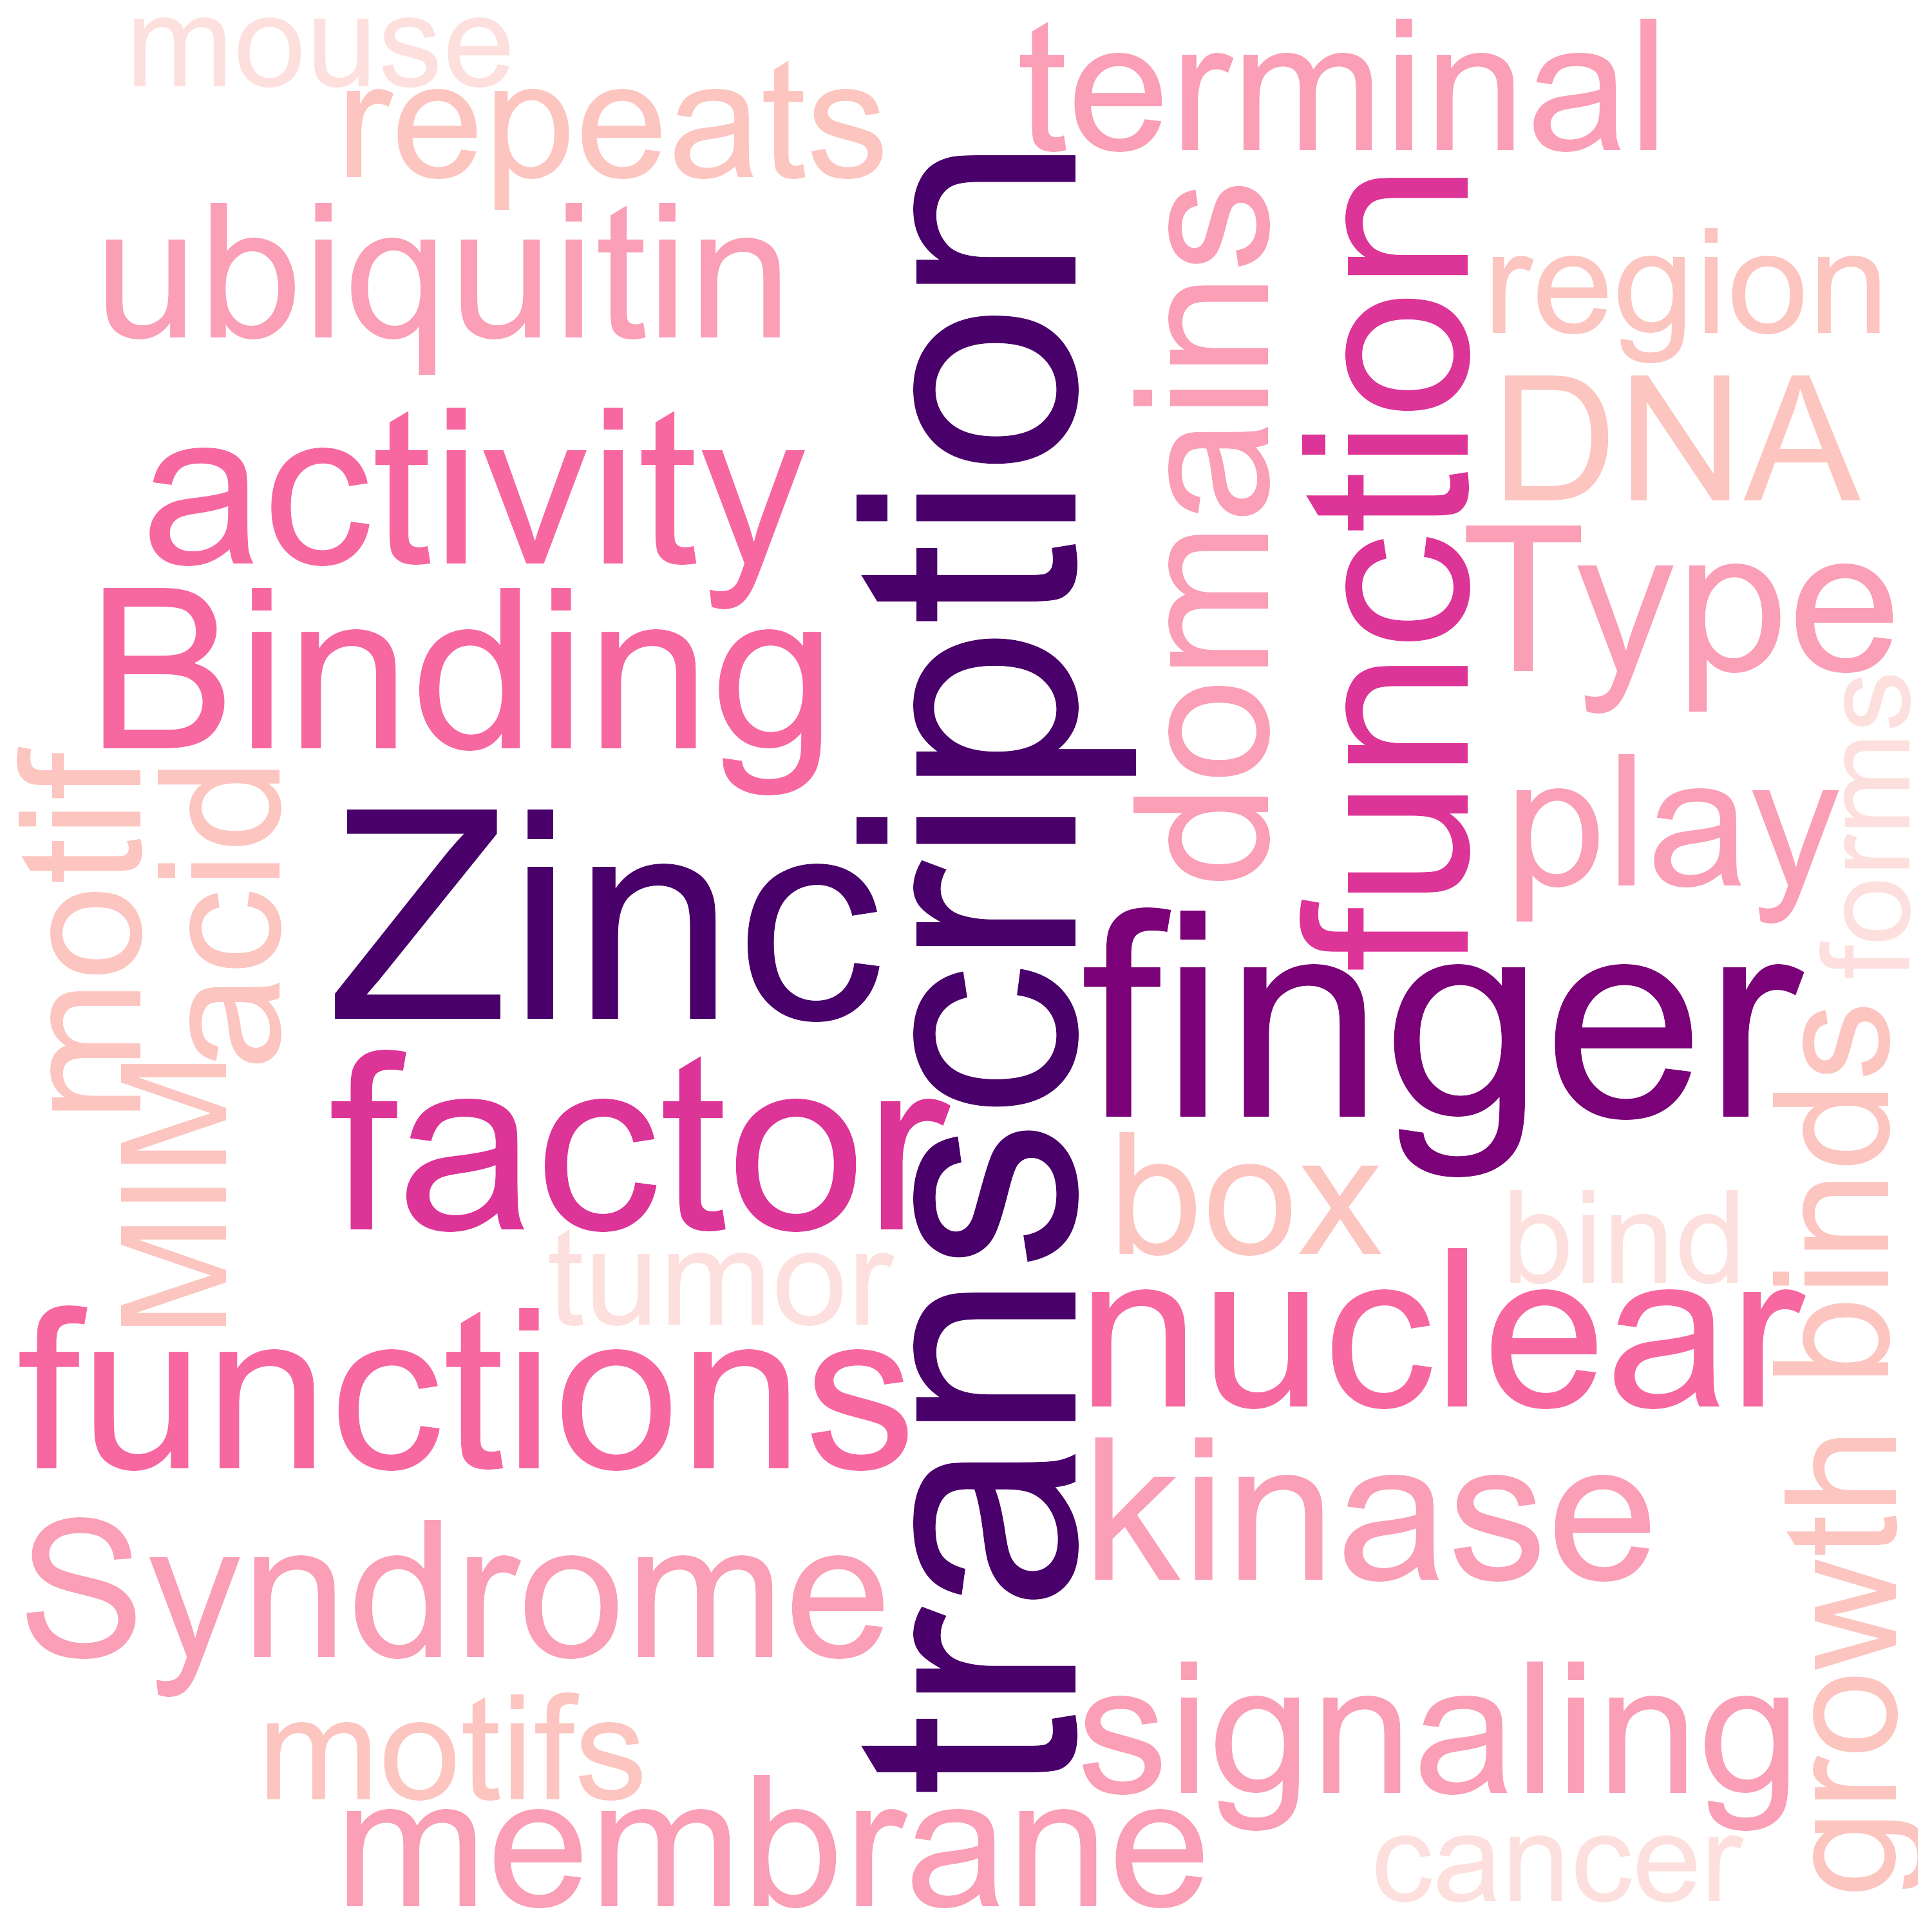 mouse
terminal
repeats
ubiquitin
transcription
domains
function
region
DNA
activity
Type
Binding
forms
motif
acid
play
Zinc
finger
factor
MIM
binds
box
bind
tumor
nuclear
functions
kinase
growth
Syndrome
signaling
motifs
membrane
cancer